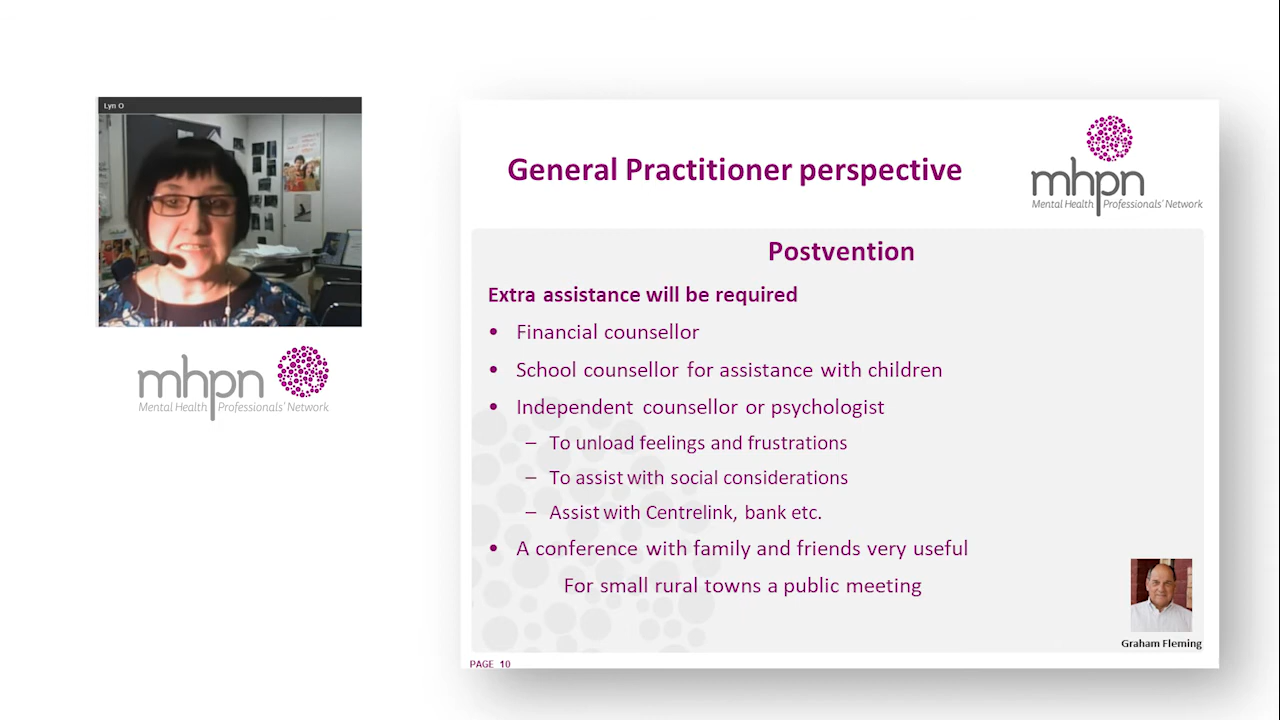 Lyn O
mhpn
Mental Health Professionals' Network
General Practitioner perspective
mhpn
Mental Health Professionals' Network
Postvention
Extra assistance will be required
• Financial counsellor
• School counsellor for assistance with children
• Independent counsellor or psychologist
– To unload feelings and frustrations
– To assist with social considerations
– Assist with Centrelink, bank etc.
• A conference with family and friends very useful
For small rural towns a public meeting
Graham Fleming
PAGE 10